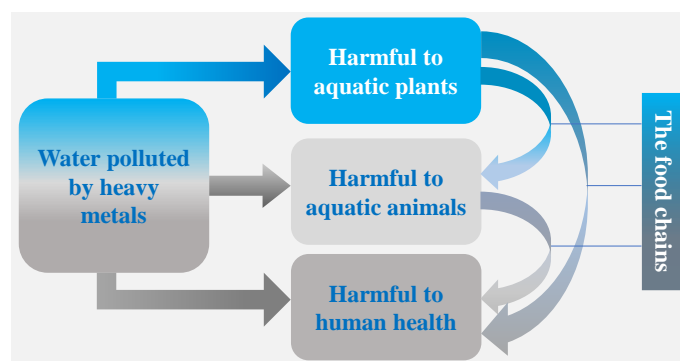 Harmful to
aquatic plants
Water polluted
by heavy
metals
Harmful to
aquatic animals
Harmful to
human health
The food chains